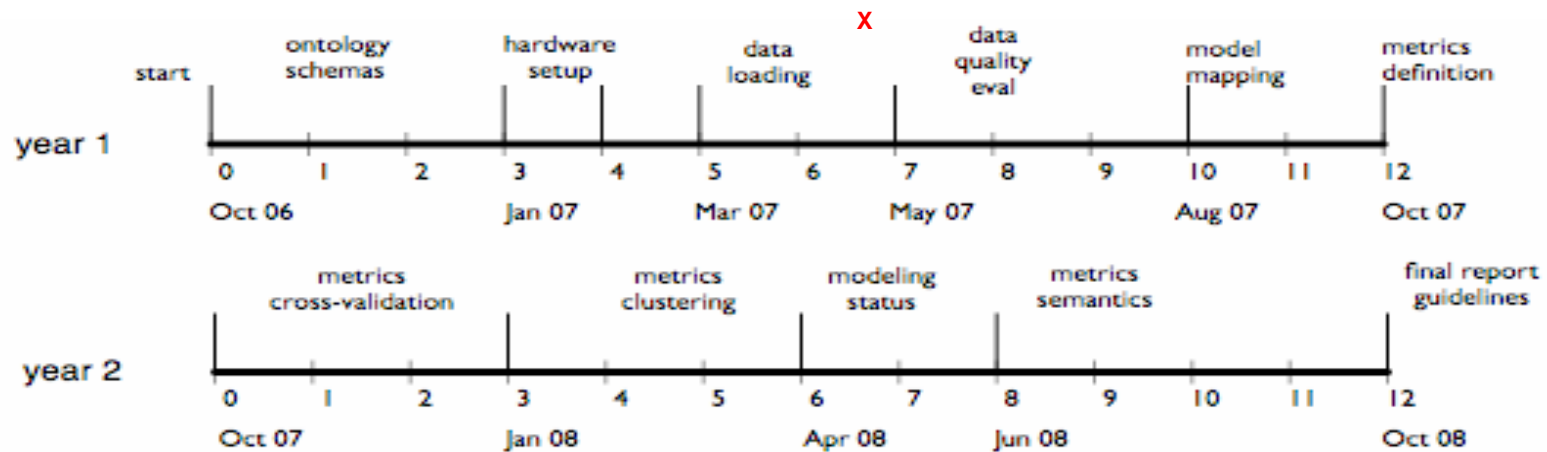 X
start
ontology
schemas
hardware
setup
data
loading
data
quality
eval
model
mapping
metrics
definition
year 1
0 1 2 3 4 5 6 7 8 9 10 11 12
Oct 06 Jan 07 Mar 07 May 07 Aug 07 Oct 07
metrics
cross-validation
metrics
clustering
modeling
status
metrics
semantics
final report
guidelines
year 2
0 1 2 3 4 5 6 7 8 9 10 11 12
Oct 07 Jan 08 Apr 08 Jun 08 Oct 08